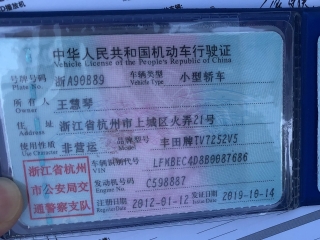 中华人民共和国机动车行驶证
Vehicle License of the People's Republic of China
号牌号码 浙A90889 车辆类型 小型轿车
Plate No. Vehicle Type
所有人 王慧琴
Owner
住址 浙江省杭州市上城区火弄21号
Address
使用性质 非营运 品牌型号 丰田牌TV7252VS
Use Character Model
浙江省杭州
市公安局交
通警察支队
车辆识别代号 LFMBEC4D8B0087686
VIN
发动机号码 C598887
Engine No.
注册日期 2012-01-12 发证日期 2019-10-14
Register Date Issue Date